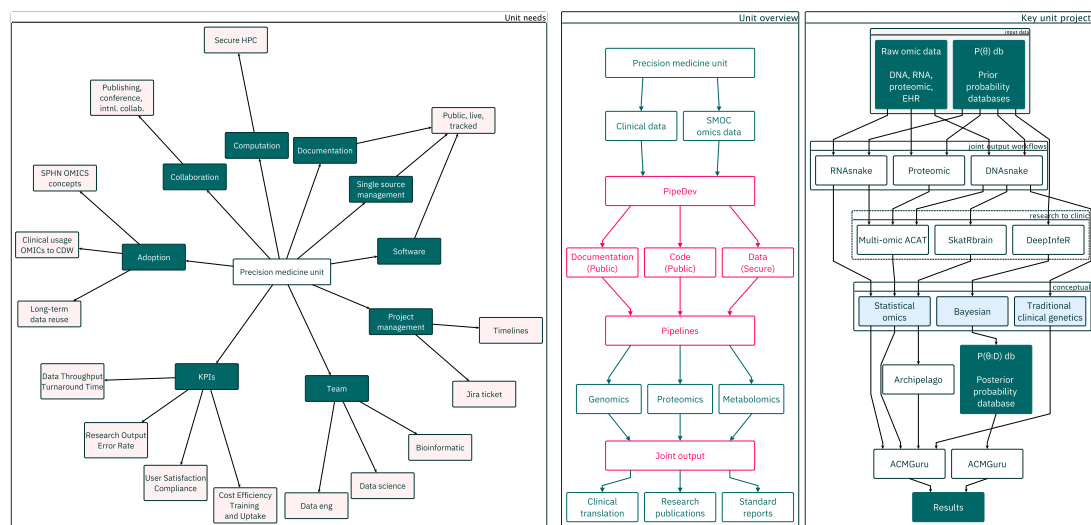 Unit needs
Secure HPC
Publishing,
conference,
intnl. collab.
Public, live,
tracked
Computation
Documentation
Collaboration
Single source
management
SPHN OMICS
concepts
Clinical usage
OMICS to CDW
Adoption
Software
Precision medicine unit
Long-term
data reuse
Project
management
Timelines
Data Throughput
Turnaround Time
KPIs
Team
Jira ticket
Research Output
Error Rate
Bioinformatic
User Satisfaction
Compliance
Data science
Cost Efficiency
Training
and Uptake
Data eng
Unit overview
Precision medicine unit
Clinical data
SMOC
omics data
PipeDev
Documentation
(Public)
Code
(Public)
Data
(Secure)
Pipelines
Genomics
Proteomics
Metabolomics
Joint output
Clinical
translation
Research
publications
Standard
reports
Key unit project
input data
Raw omic data
DNA, RNA,
proteomic,
EHR
P(θ) db
Prior
probability
databases
joint output workflows
RNAsnake
Proteomic
DNAsnake
research to clinic
Multi-omic ACAT
SkatRbrain
DeepInfeR
conceptual
Statistical
omics
Bayesian
Traditional
clinical genetics
Archipelago
P(θ|D) db
Posterior
probability
database
ACMGuru
ACMGuru
Results